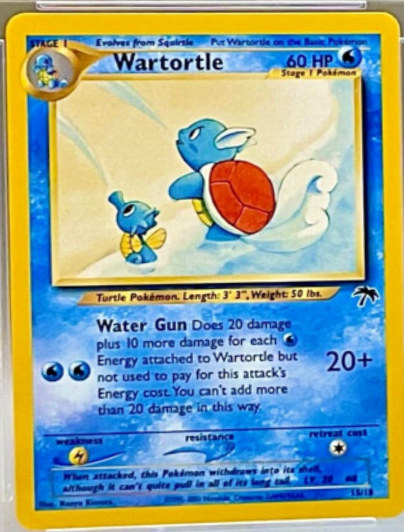 STAGE 1 Evolves from Squirtle Put Wartortle on the Basic Pokémon
Wartortle 60 HP
Stage 1 Pokémon
Turtle Pokémon. Length: 3' 3", Weight: 50 lbs.
Water Gun Does 20 damage
plus 10 more damage for each
Energy attached to Wartortle but
not used to pay for this attack's
Energy cost. You can't add more
than 20 damage in this way.
20+
weakness resistance retreat cost
When attacked, this Pokémon withdraws into its shell,
although it can't quite pull in all of its long tail.
Illus.
15/18